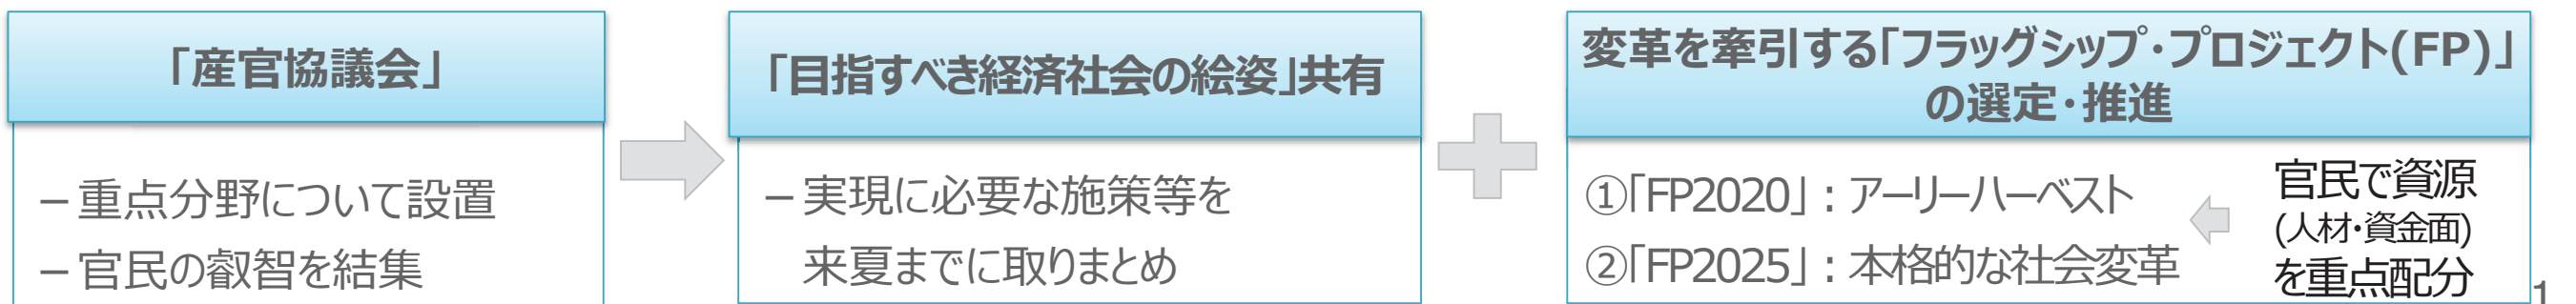 「産官協議会」
－重点分野について設置
－官民の叡智を結集
「目指すべき経済社会の絵姿」共有
－実現に必要な施策等を
来夏までに取りまとめ
変革を牽引する「フラッグシップ・プロジェクト(FP)」
の選定・推進
①「FP2020」：アーリーハーベスト
②「FP2025」：本格的な社会変革
官民で資源
(人材・資金面)
を重点配分
1